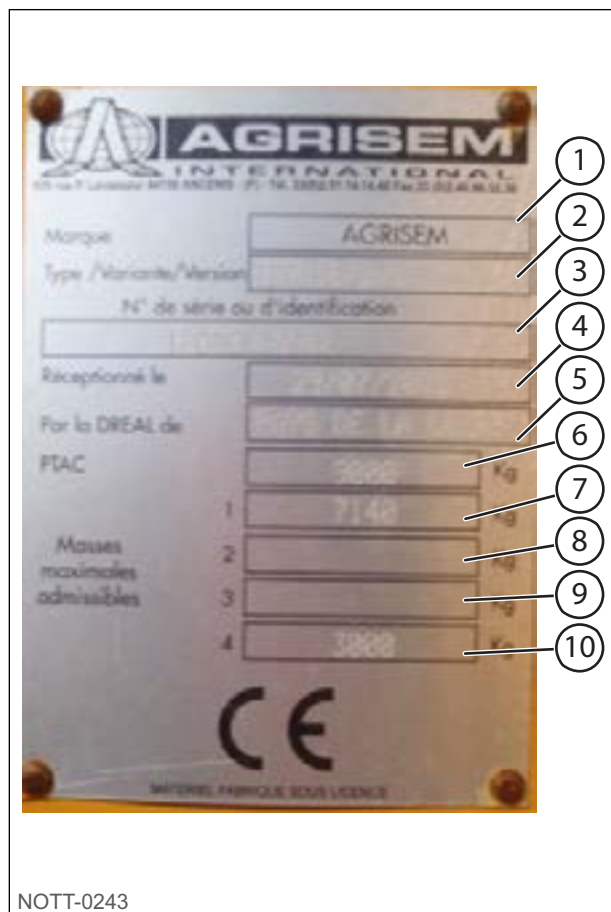 AGRISEM
INTERNATIONAL
1
Marque AGRISEM
2
Type /Variante/Version
3
N° de série ou d'identification
4
Réceptionné le
5
Par la DREAL de
6
PTAC 9000 Kg
7
1 7140 Kg
8
Masses maximales admissibles
2 Kg
9
3 Kg
10
4 3000 Kg
CE
MATERIEL FABRIQUE SOUS LICENCE
NOTT-0243